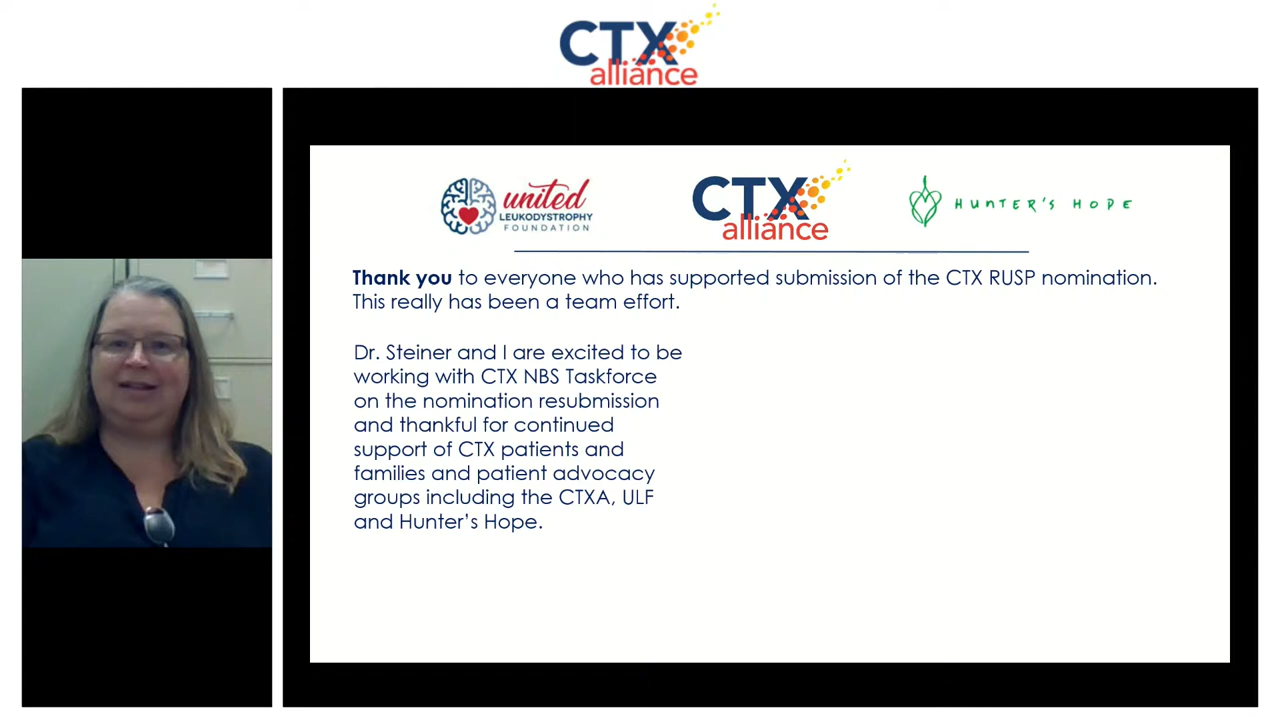 CTX
alliance
united
LEUKODYSTROPHY
FOUNDATION
CTX
alliance
HUNTER'S HOPE
Thank you to everyone who has supported submission of the CTX RUSP nomination.
This really has been a team effort.
Dr. Steiner and I are excited to be
working with CTX NBS Taskforce
on the nomination resubmission
and thankful for continued
support of CTX patients and
families and patient advocacy
groups including the CTXA, ULF
and Hunter’s Hope.